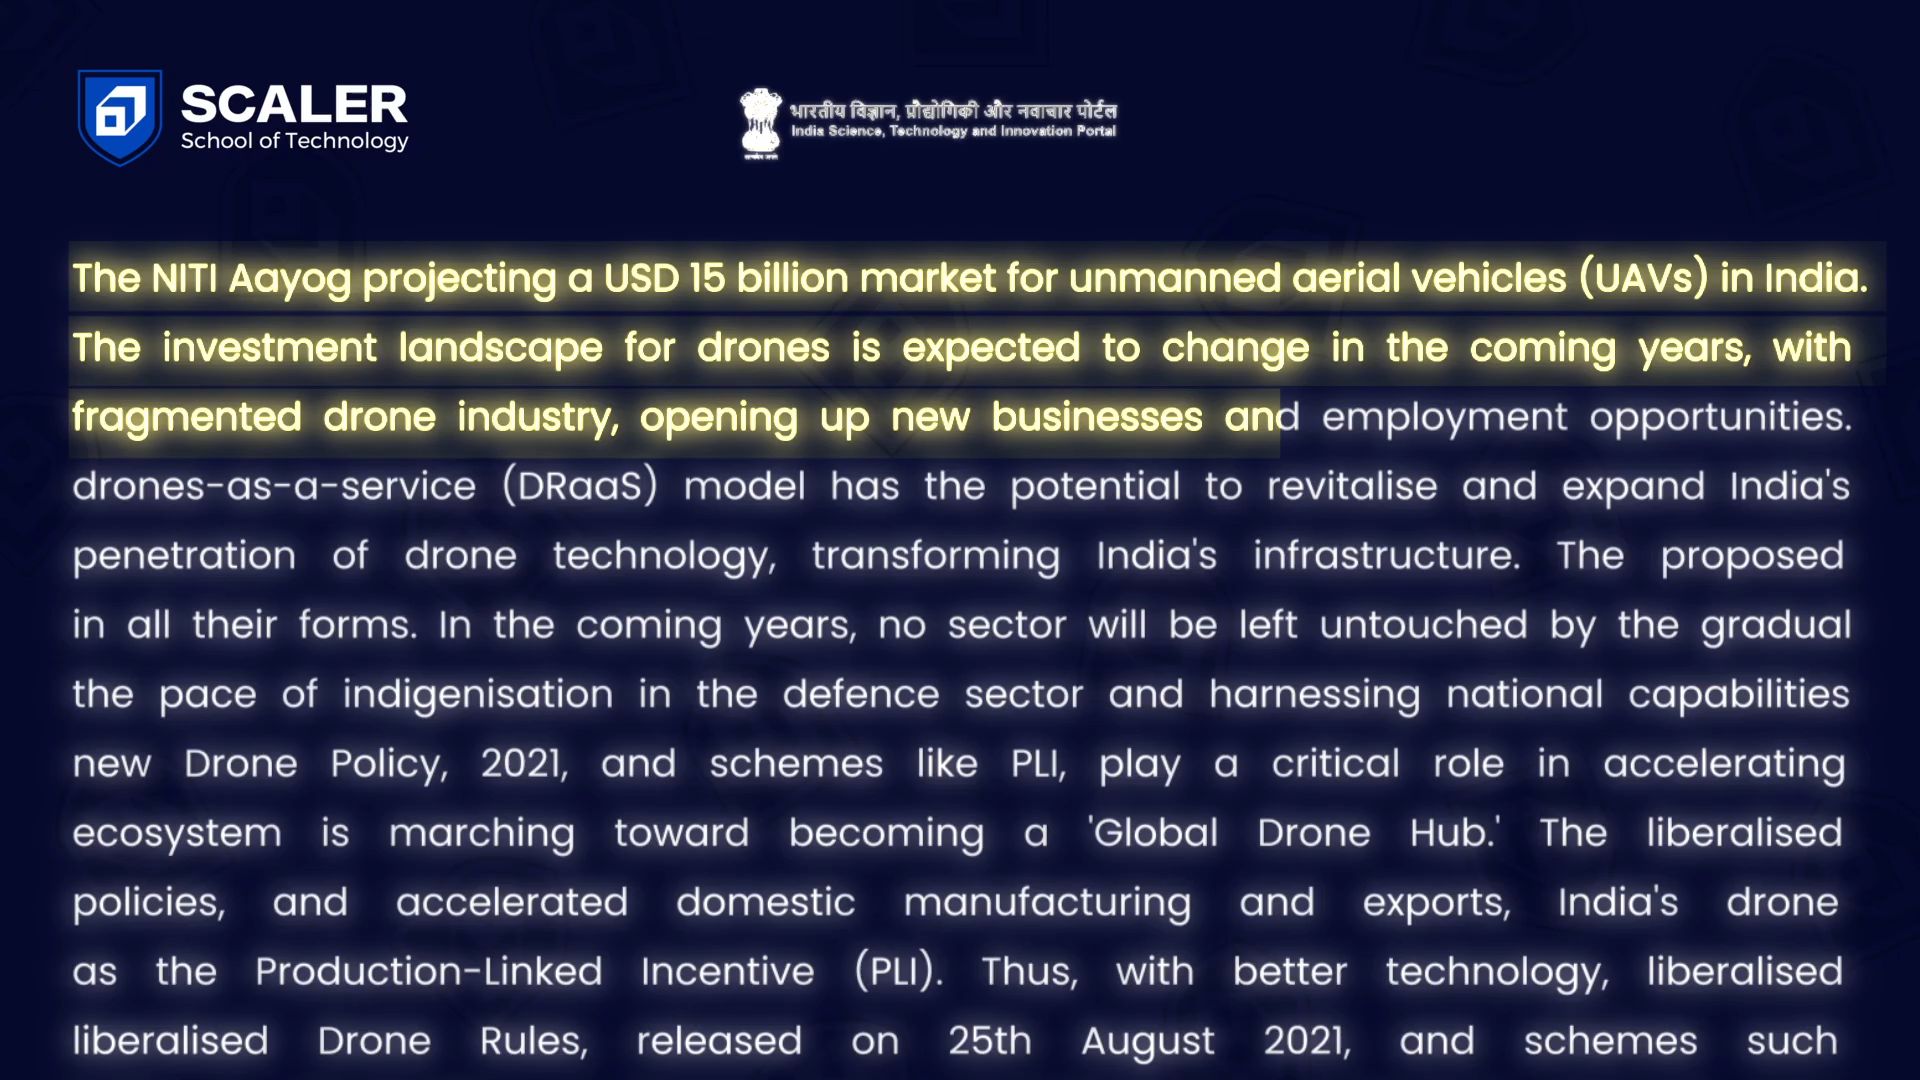 SCALER
School of Technology
भारतीय विज्ञान, प्रौद्योगिकी और नवाचार पोर्टल
India Science, Technology and Innovation Portal
The NITI Aayog projecting a USD 15 billion market for unmanned aerial vehicles (UAVs) in India.
The investment landscape for drones is expected to change in the coming years, with
fragmented drone industry, opening up new businesses and employment opportunities.
drones-as-a-service (DRaaS) model has the potential to revitalise and expand India's
penetration of drone technology, transforming India's infrastructure. The proposed
in all their forms. In the coming years, no sector will be left untouched by the gradual
the pace of indigenisation in the defence sector and harnessing national capabilities
new Drone Policy, 2021, and schemes like PLI, play a critical role in accelerating
ecosystem is marching toward becoming a 'Global Drone Hub.' The liberalised
policies, and accelerated domestic manufacturing and exports, India's drone
as the Production-Linked Incentive (PLI). Thus, with better technology, liberalised
liberalised Drone Rules, released on 25th August 2021, and schemes such